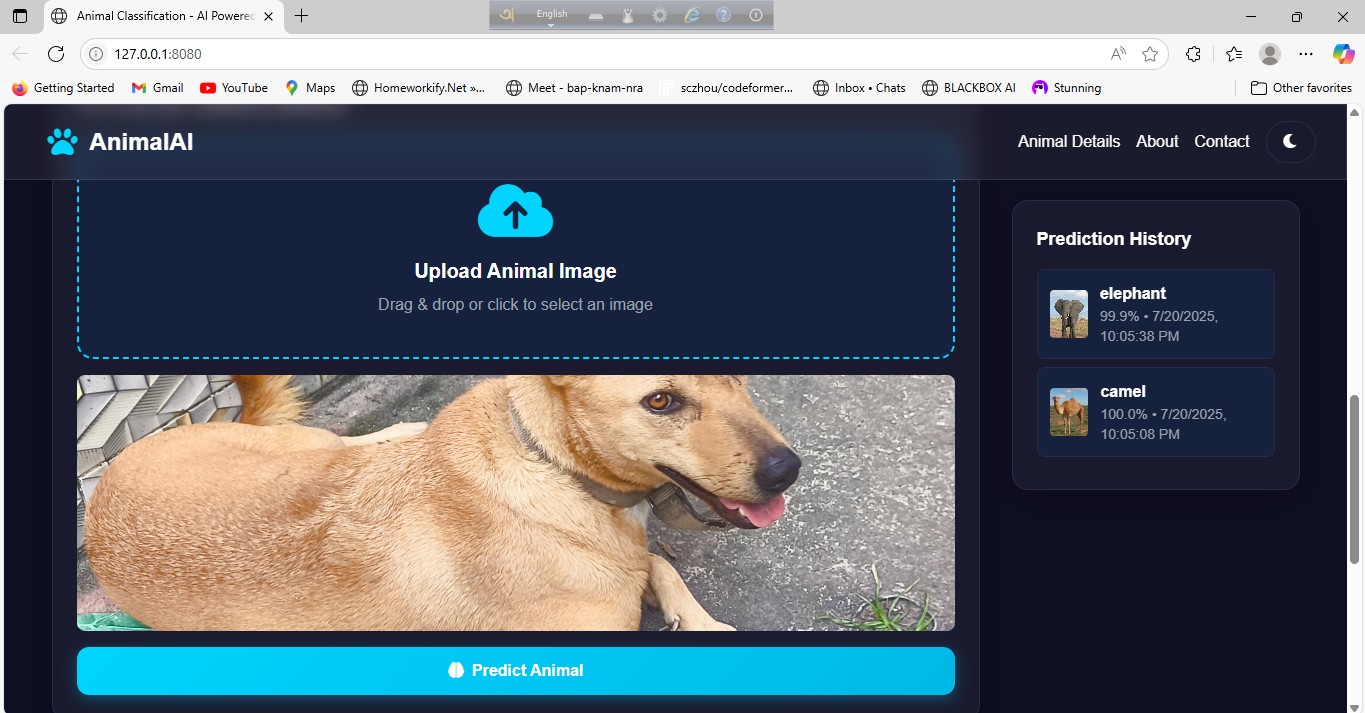 Animal Classification - AI Powered
English
127.0.0.1:8080
Getting Started
Gmail
YouTube
Maps
Homeworkify.Net »...
Meet - bap-knam-nra
sczhou/codeformer...
Inbox • Chats
BLACKBOX AI
Stunning
Other favorites
AnimalAI
Animal Details
About
Contact
Upload Animal Image
Drag & drop or click to select an image
Predict Animal
Prediction History
elephant
99.9% • 7/20/2025,
10:05:38 PM
camel
100.0% • 7/20/2025,
10:05:08 PM